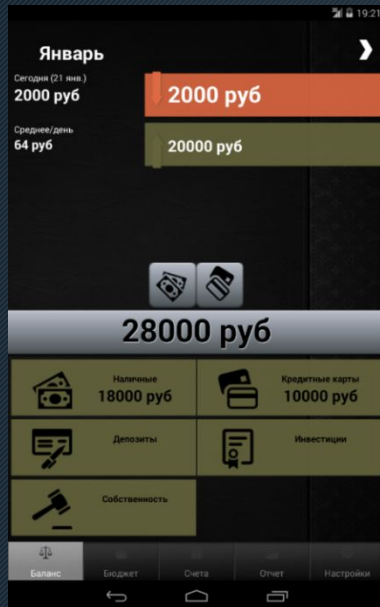 19:21
Январь
Сегодня (21 янв.)
2000 руб
2000 руб
Среднее/день
64 руб
20000 руб
28000 руб
Наличные
18000 руб
Кредитные карты
10000 руб
Депозиты
Инвестиции
Собственность
Баланс
Бюджет
Счета
Отчет
Настройки